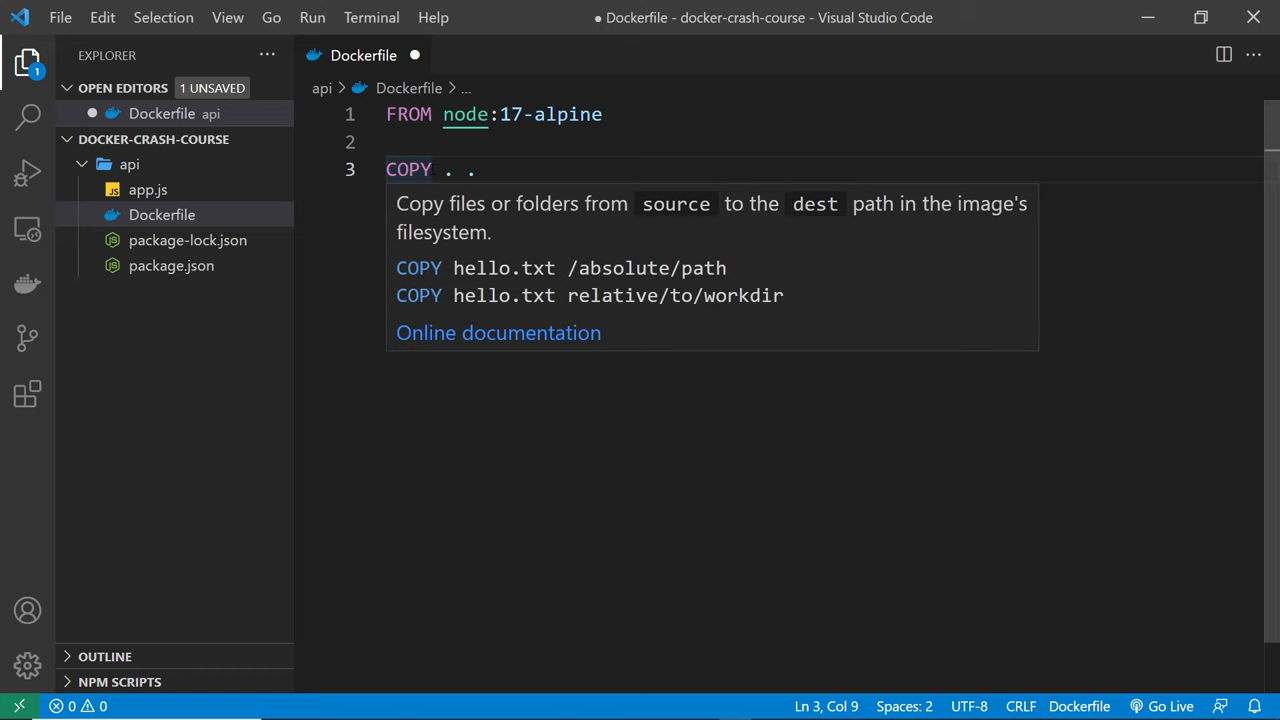 File Edit Selection View Go Run Terminal Help
● Dockerfile - docker-crash-course - Visual Studio Code
EXPLORER
OPEN EDITORS 1 UNSAVED
Dockerfile api
DOCKER-CRASH-COURSE
api
app.js
Dockerfile
package-lock.json
package.json
OUTLINE
NPM SCRIPTS
1
Dockerfile
api > Dockerfile > ...
1 FROM node:17-alpine
2
3 COPY . .
Copy files or folders from source to the dest path in the image's
filesystem.
COPY hello.txt /absolute/path
COPY hello.txt relative/to/workdir
Online documentation
0 0
Ln 3, Col 9 Spaces: 2 UTF-8 CRLF Dockerfile Go Live